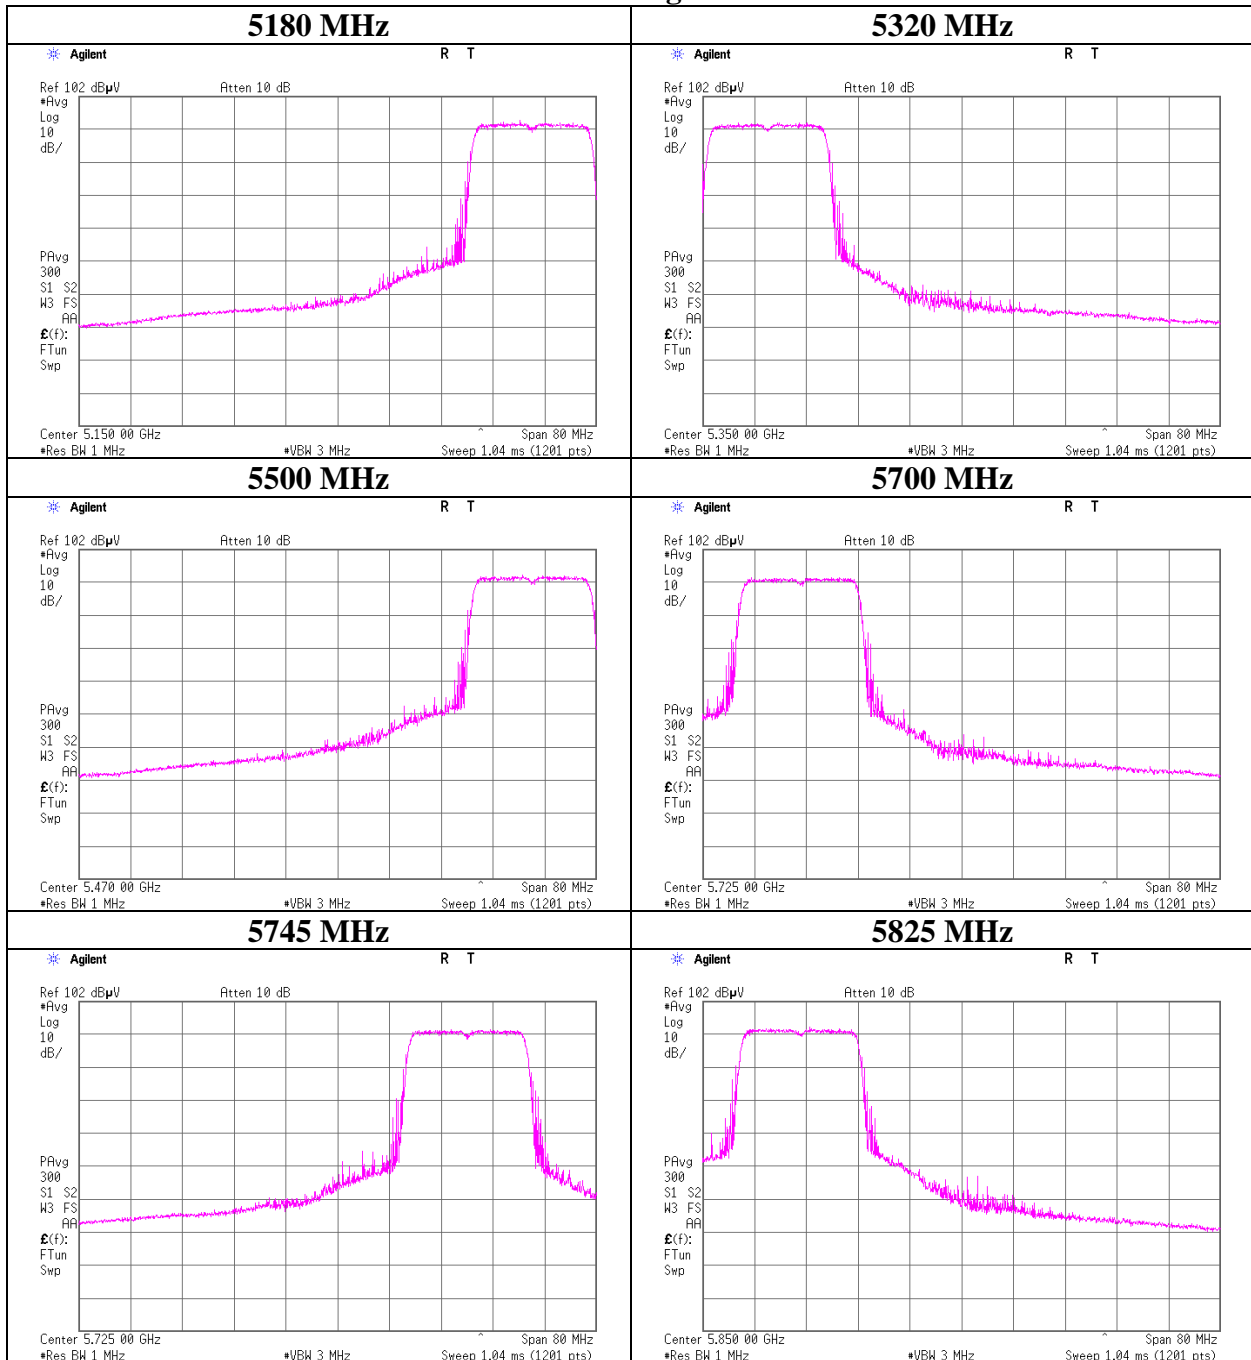 5180 MHz
5320 MHz
Agilent
R T
Ref 102 dBµV
Atten 10 dB
#Avg
Log
10
dB/
PAvg
300
S1 S2
W3 FS
AA
£(f):
FTun
Swp
Center 5.150 00 GHz
Span 80 MHz
#Res BW 1 MHz
#VBW 3 MHz
Sweep 1.04 ms (1201 pts)
Agilent
R T
Ref 102 dBµV
Atten 10 dB
#Avg
Log
10
dB/
PAvg
300
S1 S2
W3 FS
AA
£(f):
FTun
Swp
Center 5.350 00 GHz
Span 80 MHz
#Res BW 1 MHz
#VBW 3 MHz
Sweep 1.04 ms (1201 pts)
5500 MHz
5700 MHz
Agilent
R T
Ref 102 dBµV
Atten 10 dB
#Avg
Log
10
dB/
PAvg
300
S1 S2
W3 FS
AA
£(f):
FTun
Swp
Center 5.470 00 GHz
Span 80 MHz
#Res BW 1 MHz
#VBW 3 MHz
Sweep 1.04 ms (1201 pts)
Agilent
R T
Ref 102 dBµV
Atten 10 dB
#Avg
Log
10
dB/
PAvg
300
S1 S2
W3 FS
AA
£(f):
FTun
Swp
Center 5.725 00 GHz
Span 80 MHz
#Res BW 1 MHz
#VBW 3 MHz
Sweep 1.04 ms (1201 pts)
5745 MHz
5825 MHz
Agilent
R T
Ref 102 dBµV
Atten 10 dB
#Avg
Log
10
dB/
PAvg
300
S1 S2
W3 FS
AA
£(f):
FTun
Swp
Center 5.725 00 GHz
Span 80 MHz
#Res BW 1 MHz
#VBW 3 MHz
Sweep 1.04 ms (1201 pts)
Agilent
R T
Ref 102 dBµV
Atten 10 dB
#Avg
Log
10
dB/
PAvg
300
S1 S2
W3 FS
AA
£(f):
FTun
Swp
Center 5.850 00 GHz
Span 80 MHz
#Res BW 1 MHz
#VBW 3 MHz
Sweep 1.04 ms (1201 pts)